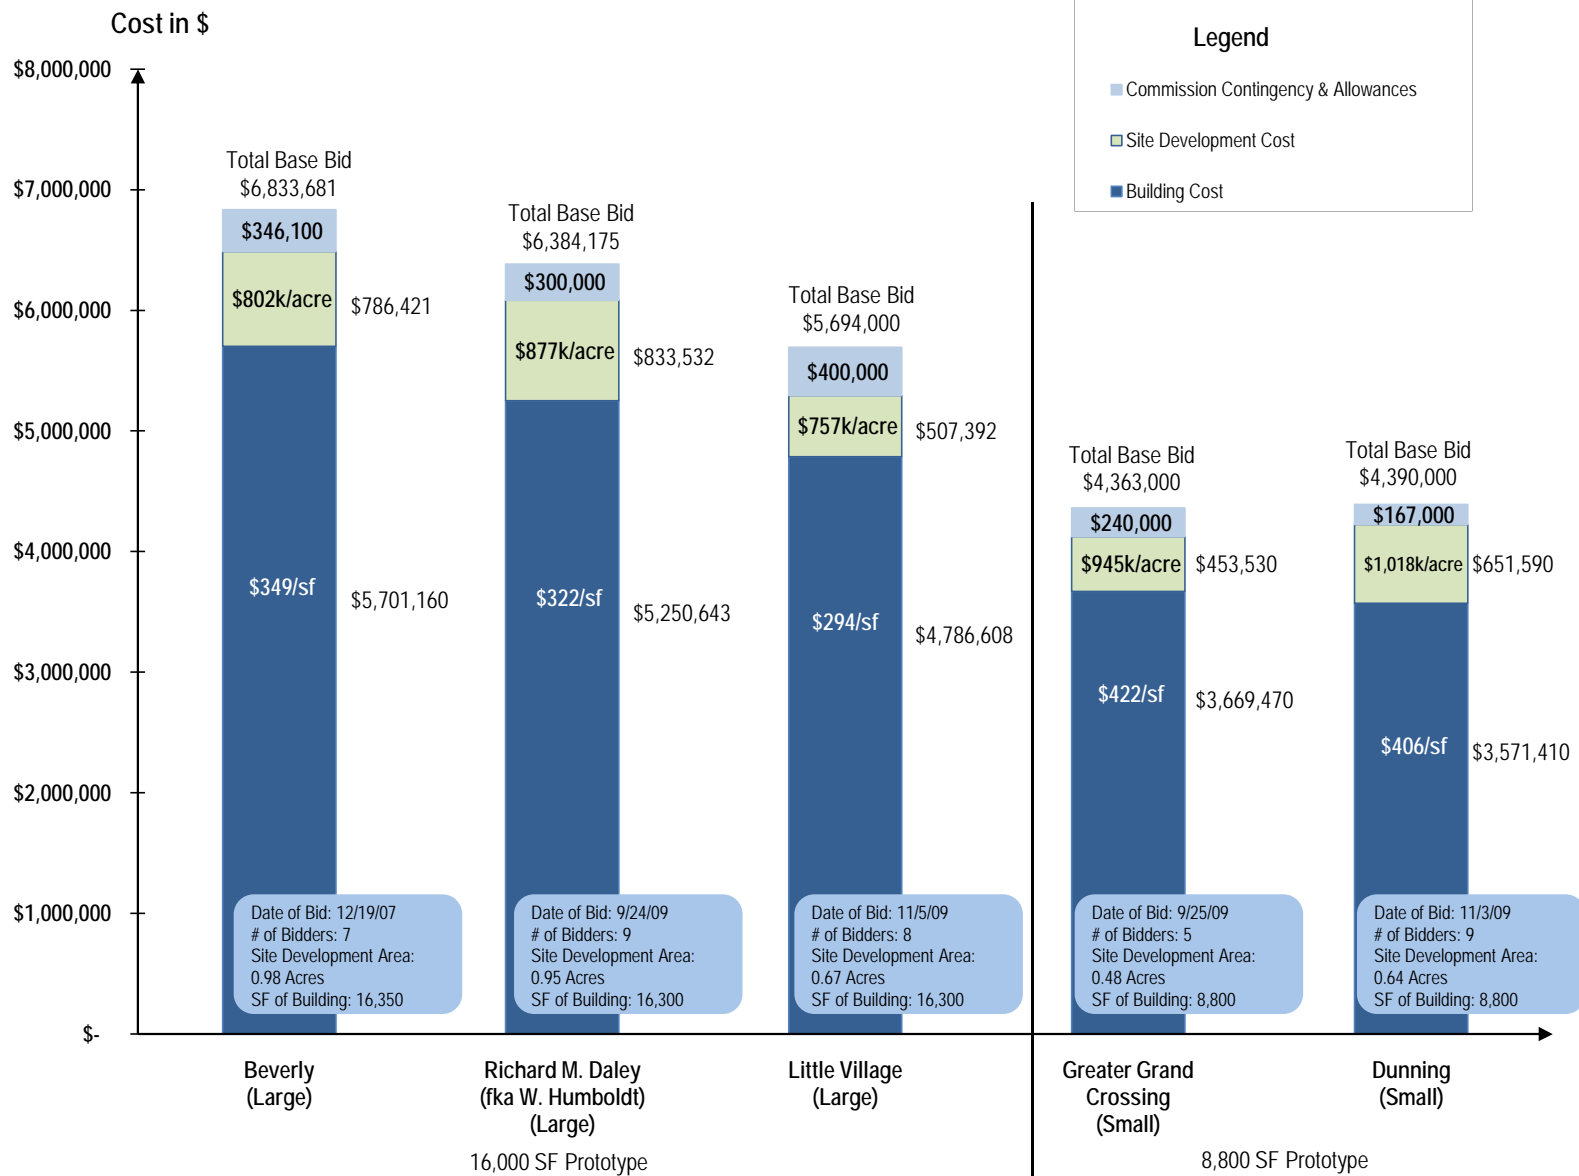 Cost in $
Legend
Commission Contingency & Allowances
Site Development Cost
Building Cost
$8,000,000
$7,000,000
$6,000,000
$5,000,000
$4,000,000
$3,000,000
$2,000,000
$1,000,000
$-
Total Base Bid
$6,833,681
$346,100
$802k/acre
$786,421
$349/sf
$5,701,160
Date of Bid: 12/19/07
# of Bidders: 7
Site Development Area:
0.98 Acres
SF of Building: 16,350
Beverly
(Large)
Total Base Bid
$6,384,175
$300,000
$877k/acre
$833,532
$322/sf
$5,250,643
Date of Bid: 9/24/09
# of Bidders: 9
Site Development Area:
0.95 Acres
SF of Building: 16,300
Richard M. Daley
(fka W. Humboldt)
(Large)
Total Base Bid
$5,694,000
$400,000
$757k/acre
$507,392
$294/sf
$4,786,608
Date of Bid: 11/5/09
# of Bidders: 8
Site Development Area:
0.67 Acres
SF of Building: 16,300
Little Village
(Large)
16,000 SF Prototype
Total Base Bid
$4,363,000
$240,000
$945k/acre
$453,530
$422/sf
$3,669,470
Date of Bid: 9/25/09
# of Bidders: 5
Site Development Area:
0.48 Acres
SF of Building: 8,800
Greater Grand
Crossing
(Small)
Total Base Bid
$4,390,000
$167,000
$1,018k/acre
$651,590
$406/sf
$3,571,410
Date of Bid: 11/3/09
# of Bidders: 9
Site Development Area:
0.64 Acres
SF of Building: 8,800
Dunning
(Small)
8,800 SF Prototype